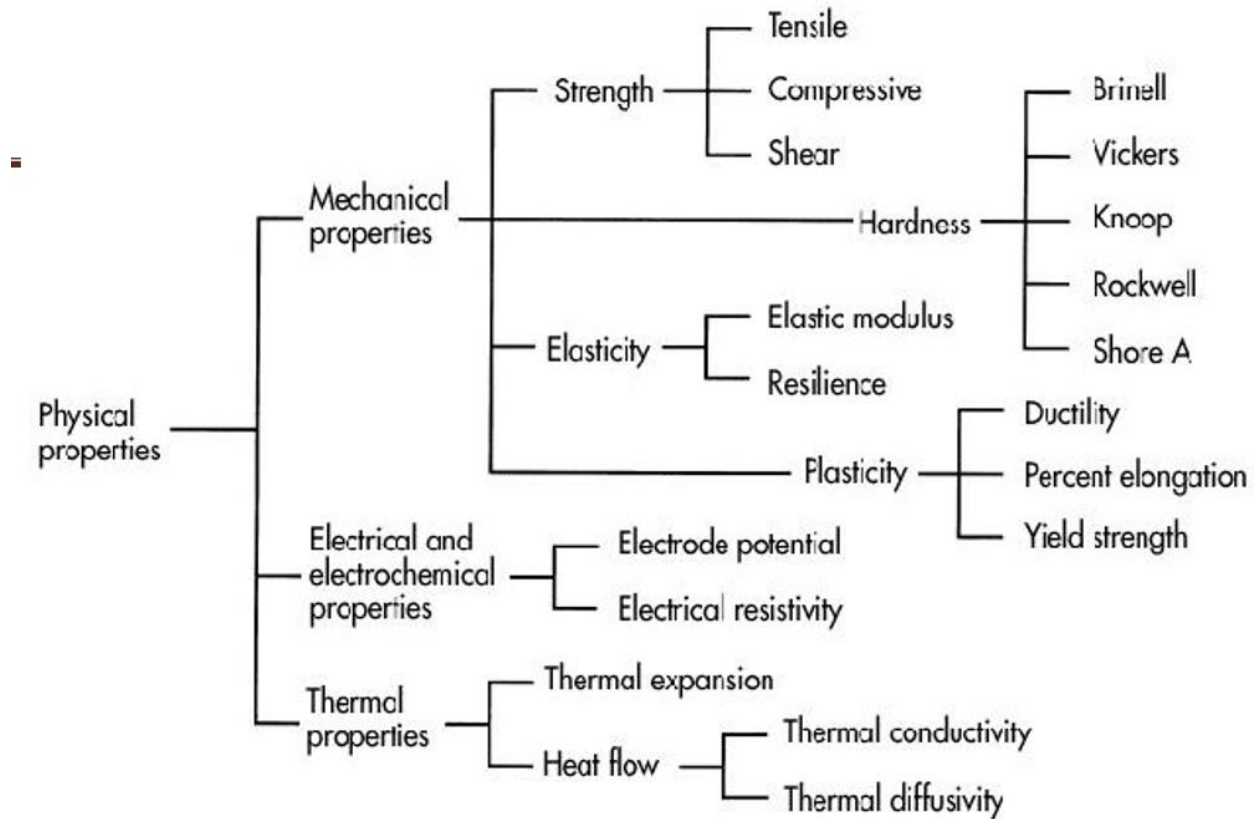 Tensile
Strength
Compressive
Shear
Brinell
Vickers
Mechanical
properties
Hardness
Knoop
Rockwell
Shore A
Elasticity
Elastic modulus
Resilience
Physical
properties
Plasticity
Ductility
Percent elongation
Yield strength
Electrical and
electrochemical
properties
Electrode potential
Electrical resistivity
Thermal
properties
Thermal expansion
Heat flow
Thermal conductivity
Thermal diffusivity